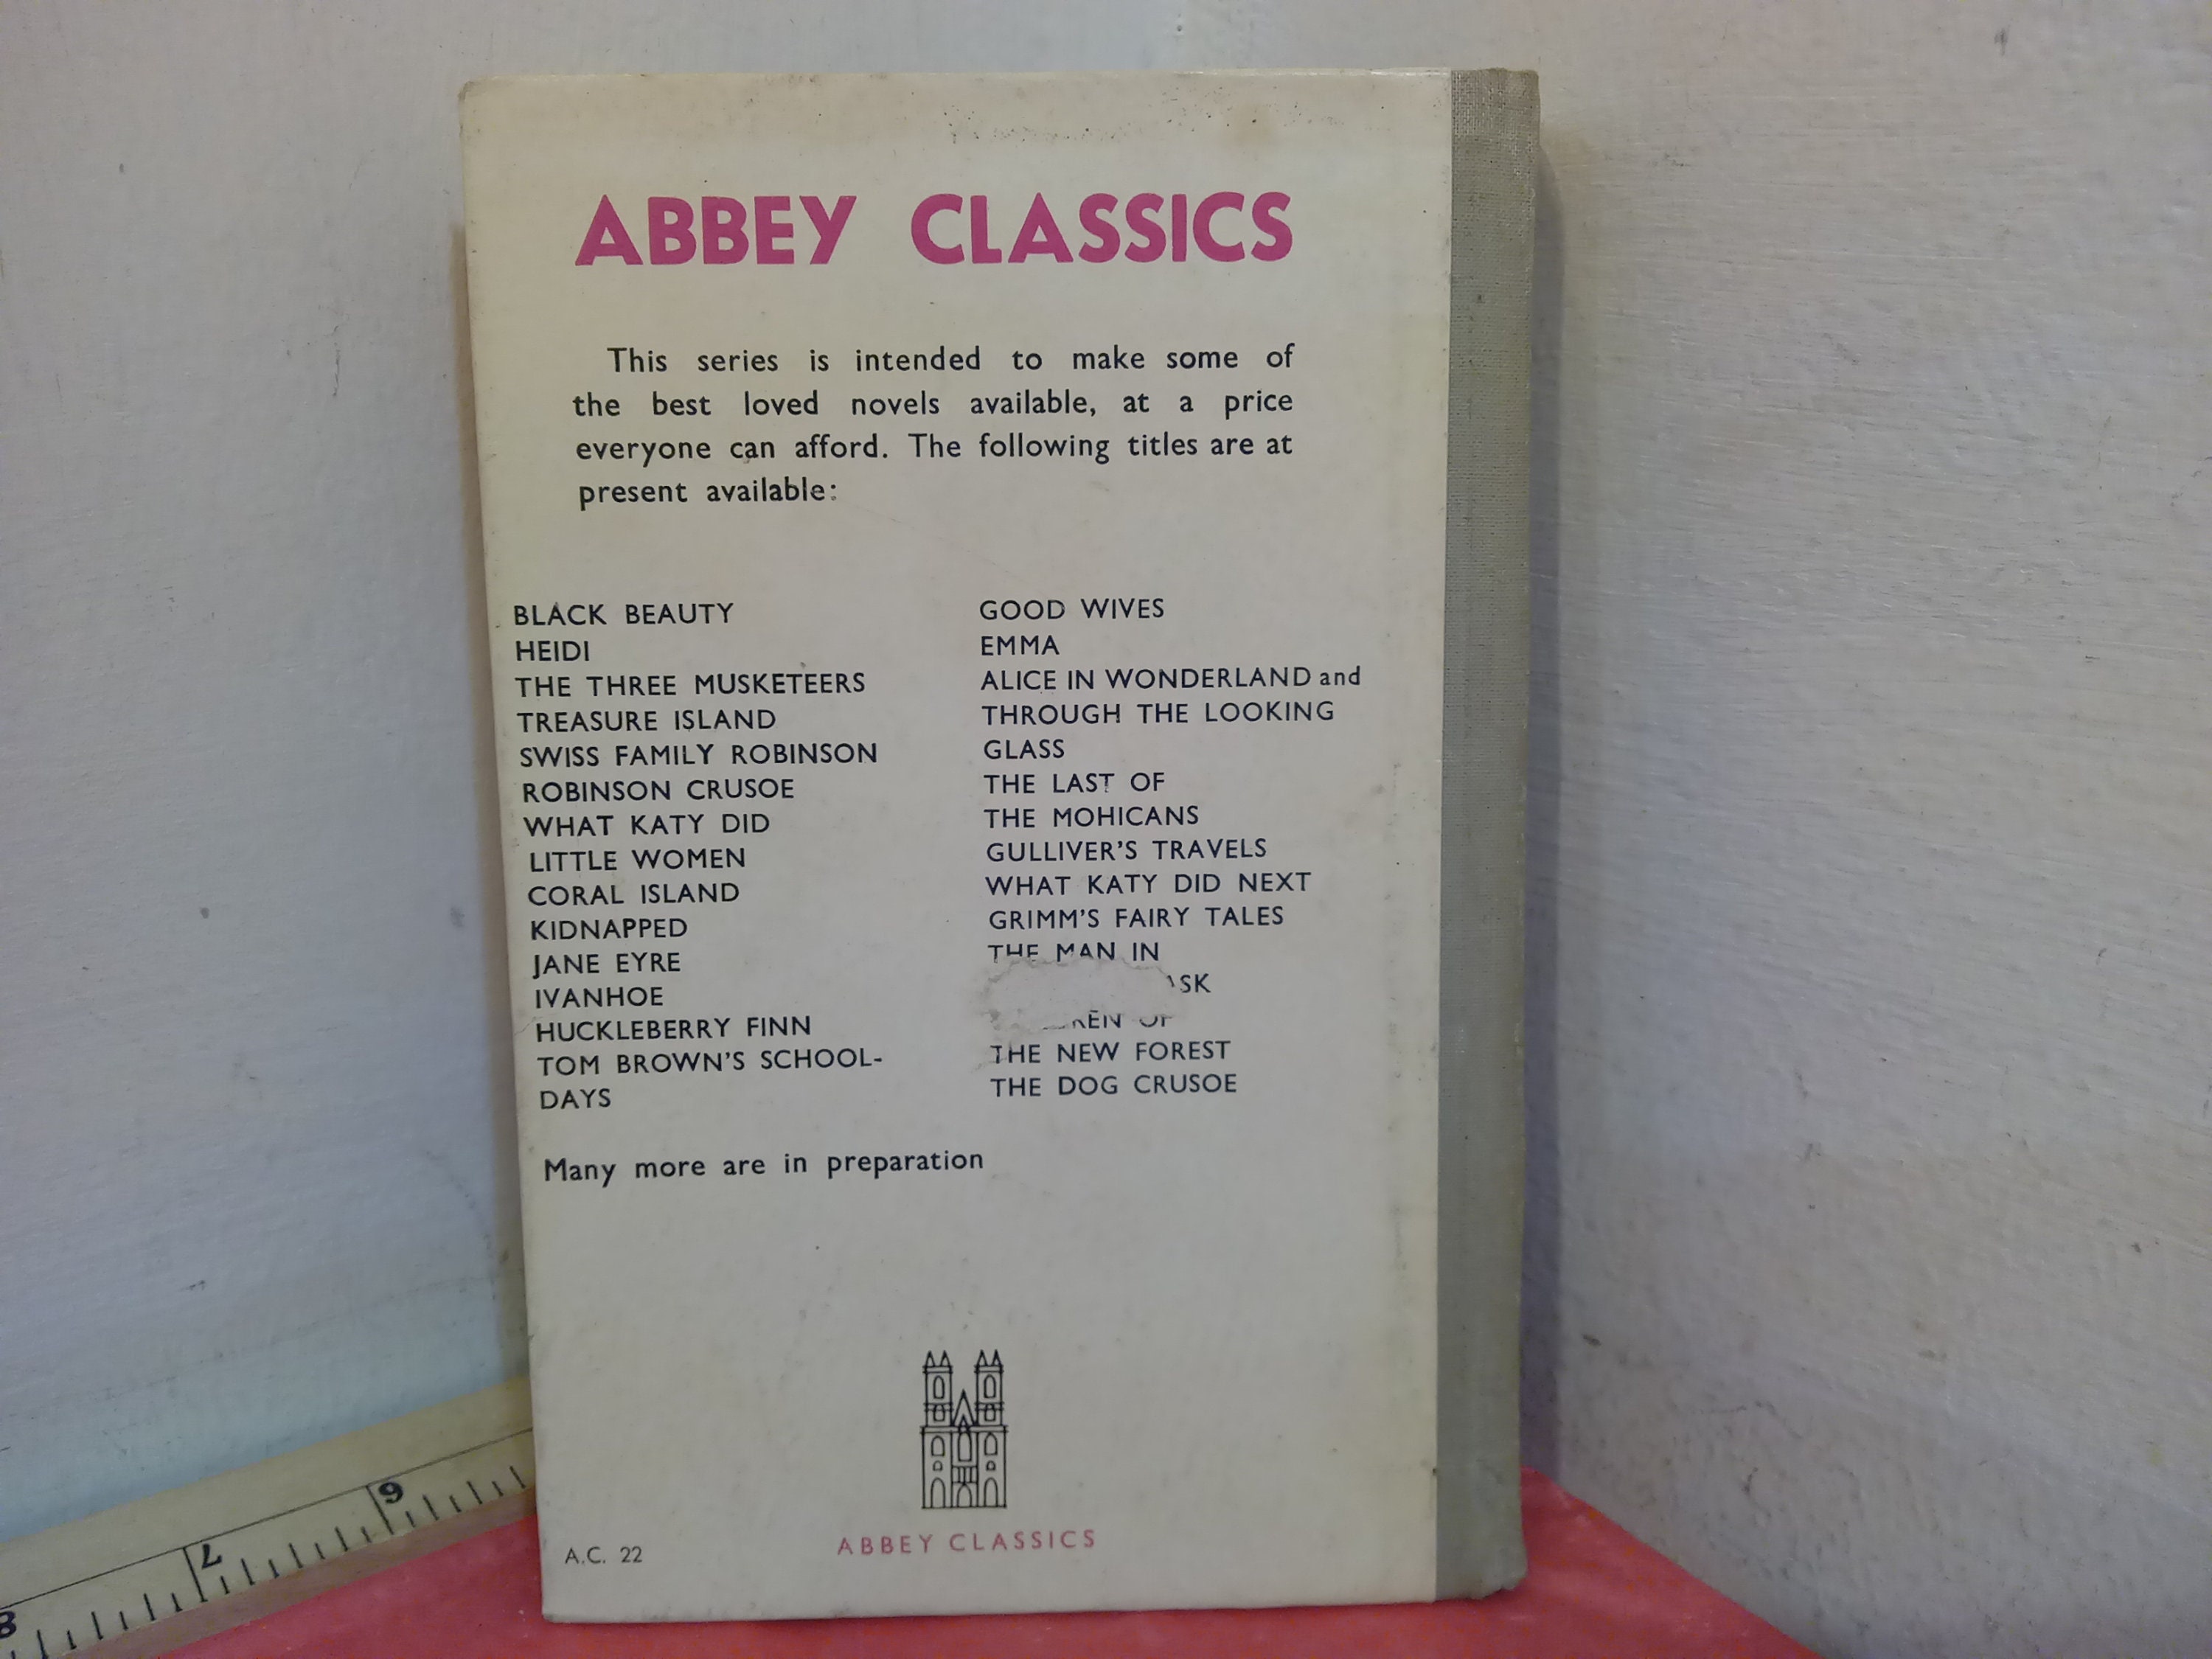 ABBEY CLASSICS
This series is intended to make some of
the best loved novels available, at a price
everyone can afford. The following titles are at
present available:
BLACK BEAUTY
HEIDI
THE THREE MUSKETEERS
TREASURE ISLAND
SWISS FAMILY ROBINSON
ROBINSON CRUSOE
WHAT KATY DID
LITTLE WOMEN
CORAL ISLAND
KIDNAPPED
JANE EYRE
IVANHOE
HUCKLEBERRY FINN
TOM BROWN'S SCHOOL-
DAYS
GOOD WIVES
EMMA
ALICE IN WONDERLAND and
THROUGH THE LOOKING
GLASS
THE LAST OF
THE MOHICANS
GULLIVER'S TRAVELS
WHAT KATY DID NEXT
GRIMM'S FAIRY TALES
THE MAN IN
OF
THE NEW FOREST
THE DOG CRUSOE
Many more are in preparation
ABBEY CLASSICS
A.C. 22
6
7
8